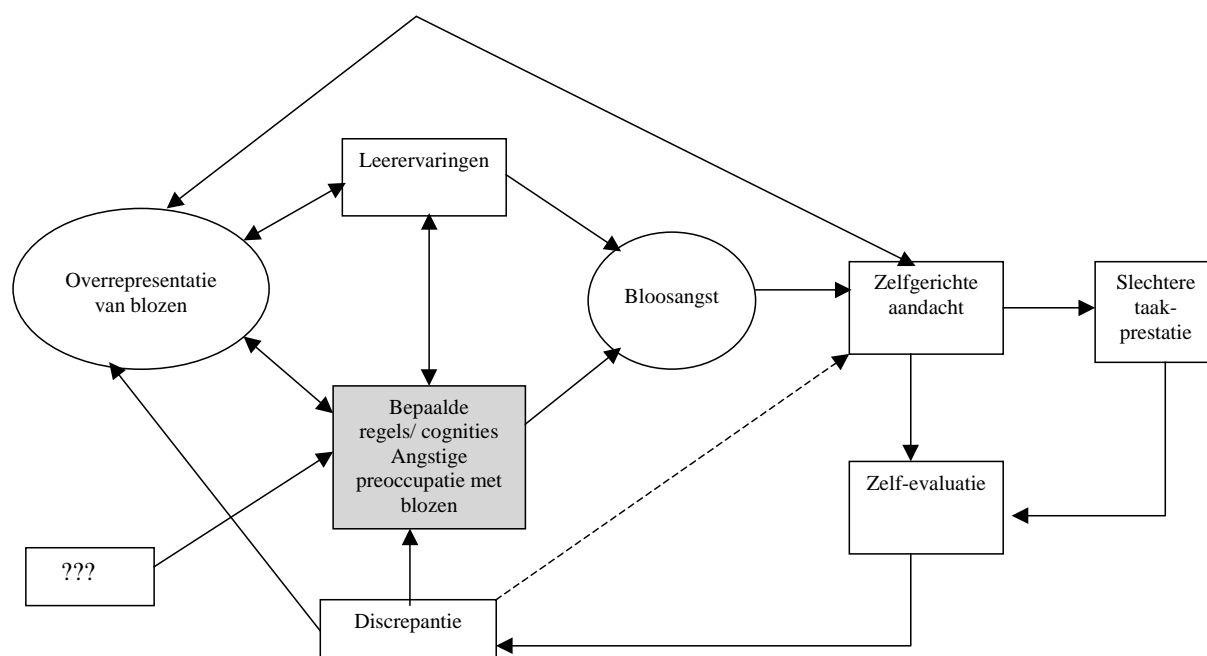 Leerervaringen
Overrepresentatie
van blozen
Bloosangst
Zelfgerichte
aandacht
Slechtere
taak-
prestatie
Bepaalde
regels/ cognities
Angstige
preoccupatie met
blozen
Zelf-evaluatie
???
Discrepantie